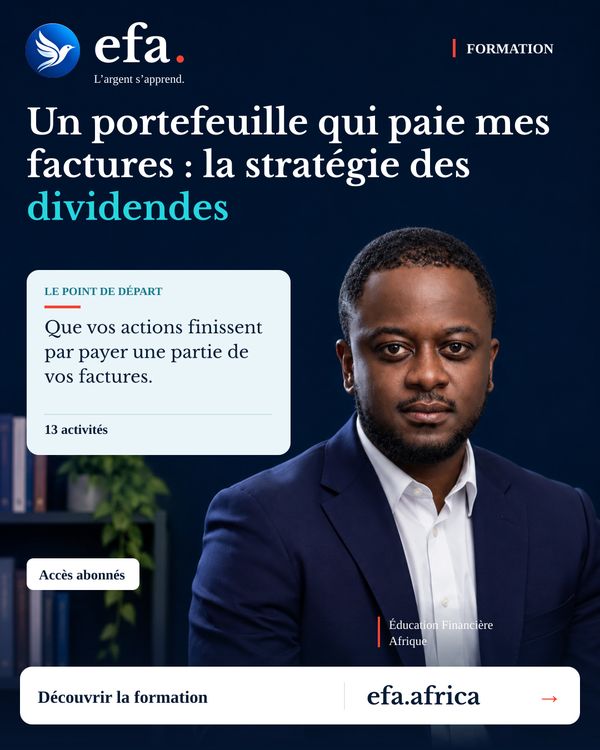 efa.
L'argent s'apprend.
FORMATION
Un portefeuille qui paie mes
factures : la stratégie des
dividendes
LE POINT DE DÉPART
Que vos actions finissent
par payer une partie de
vos factures.
13 activités
Accès abonnés
Éducation Financière
Afrique
Découvrir la formation
efa.africa →